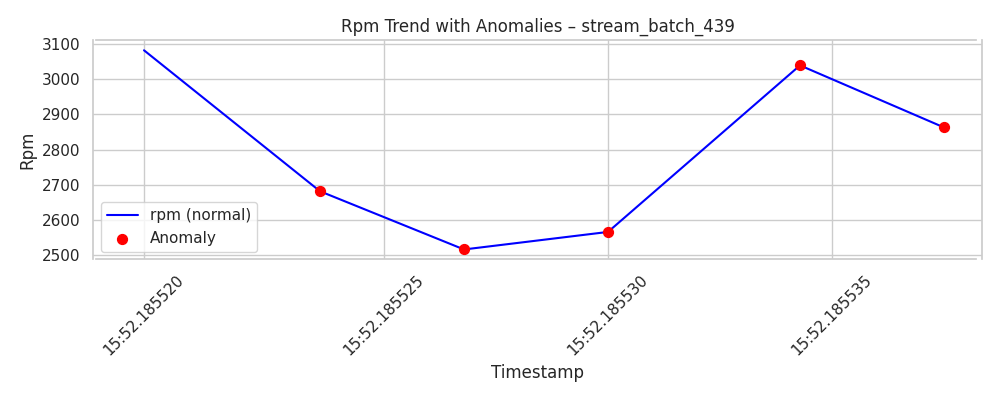 Rpm Trend with Anomalies – stream_batch_439
3100
3000
2900
2800
2700
2600
2500
Rpm
rpm (normal)
Anomaly
15:52.185520
15:52.185525
15:52.185530
15:52.185535
Timestamp